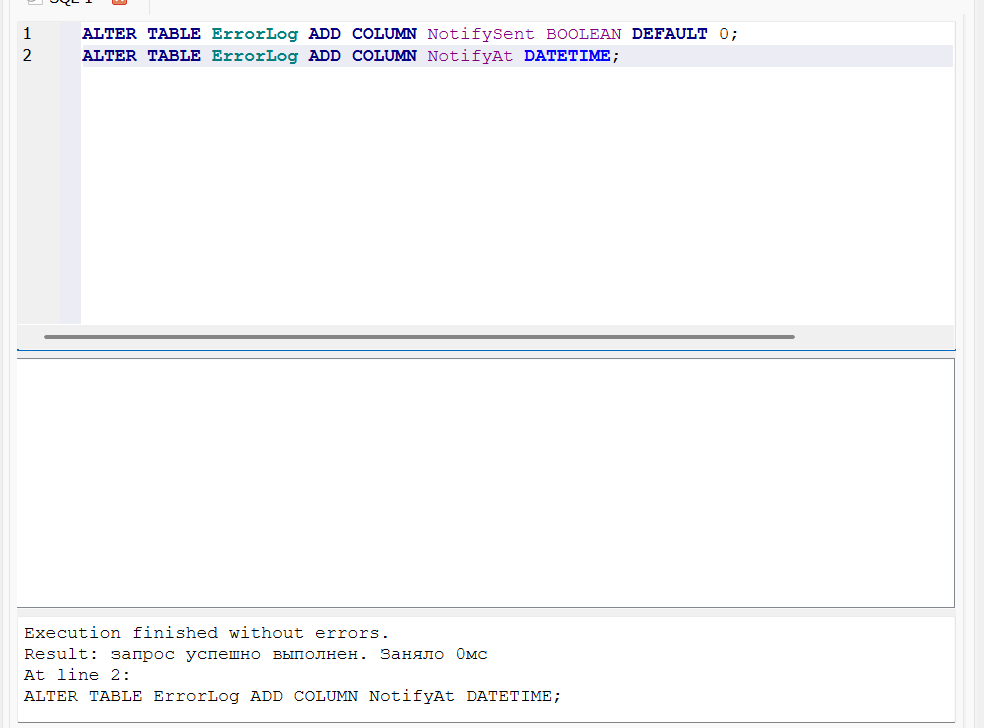 SQL 1
1 ALTER TABLE ErrorLog ADD COLUMN NotifySent BOOLEAN DEFAULT 0;
2 ALTER TABLE ErrorLog ADD COLUMN NotifyAt DATETIME;
Execution finished without errors.
Result: запрос успешно выполнен. Заняло 0мс
At line 2:
ALTER TABLE ErrorLog ADD COLUMN NotifyAt DATETIME;